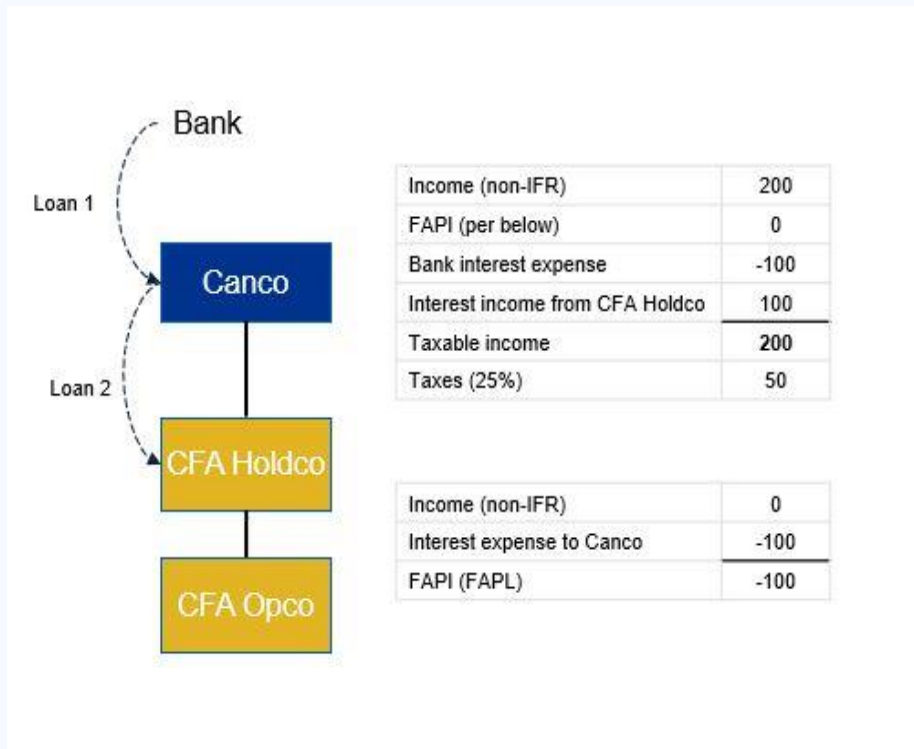 Bank
Loan 1
Canco
Loan 2
CFA Holdco
CFA Opco
Income (non-IFR) 200
FAPI (per below) 0
Bank interest expense -100
Interest income from CFA Holdco 100
Taxable income 200
Taxes (25%) 50
Income (non-IFR) 0
Interest expense to Canco -100
FAPI (FAPL) -100